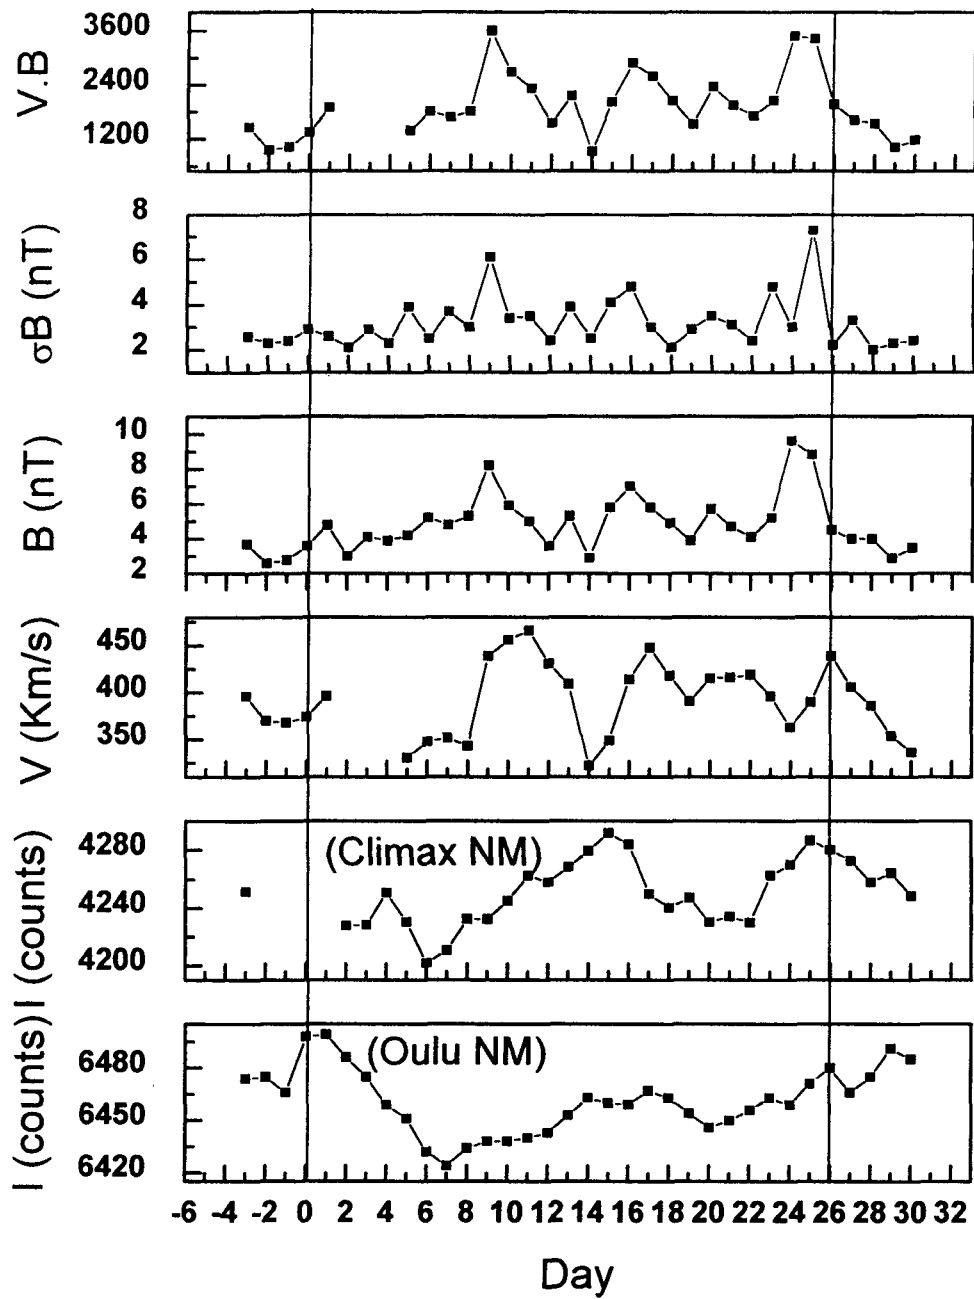 V.B
3600
2400
1200
σB (nT)
8
6
4
2
B (nT)
10
8
6
4
2
V (Km/s)
450
400
350
I (counts)
(Climax NM)
4280
4240
4200
I (counts)
(Oulu NM)
6480
6450
6420
-6 -4 -2 0 2 4 6 8 10 12 14 16 18 20 22 24 26 28 30 32
Day